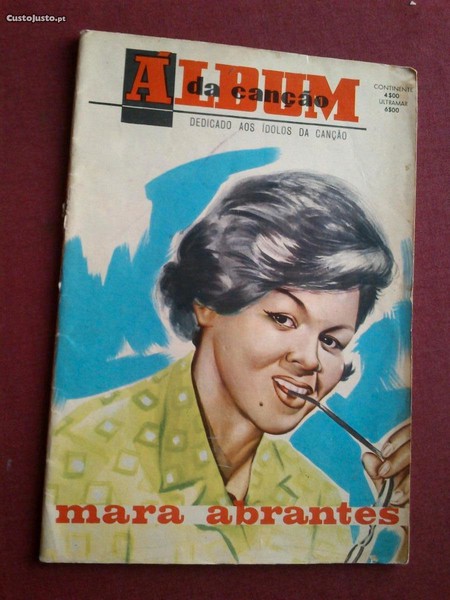 CustoJusto.pt
ÁLBUM
da canção
DEDICADO AOS ÍDOLOS DA CANÇÃO
CONTINENTE
4$00
ULTRAMAR
6$00
mara abrantes